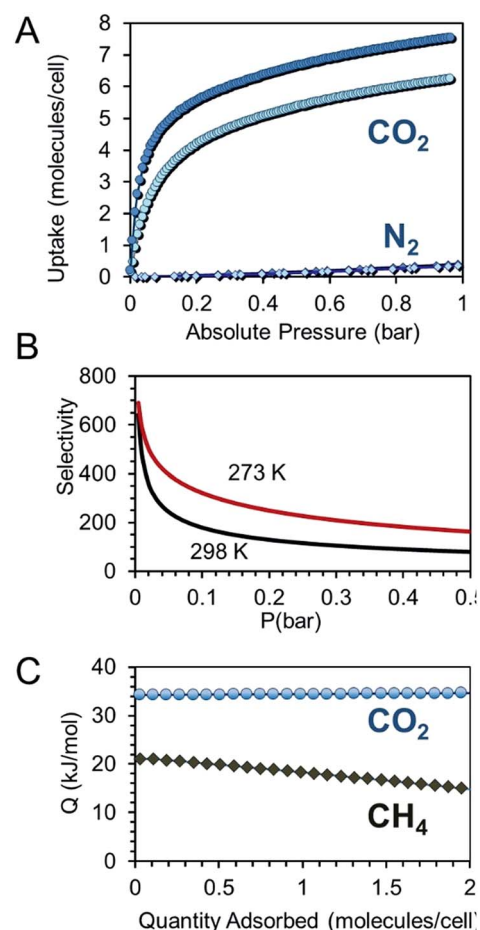 A
8
7
6
5
4
3
2
1
0
Uptake (molecules/cell)
CO2
N2
0 0.2 0.4 0.6 0.8 1
Absolute Pressure (bar)
B
800
600
400
200
0
Selectivity
273 K
298 K
0 0.1 0.2 0.3 0.4 0.5
P(bar)
C
40
30
20
10
0
Q (kJ/mol)
CO2
CH4
0 0.5 1 1.5 2
Quantity Adsorbed (molecules/cell)